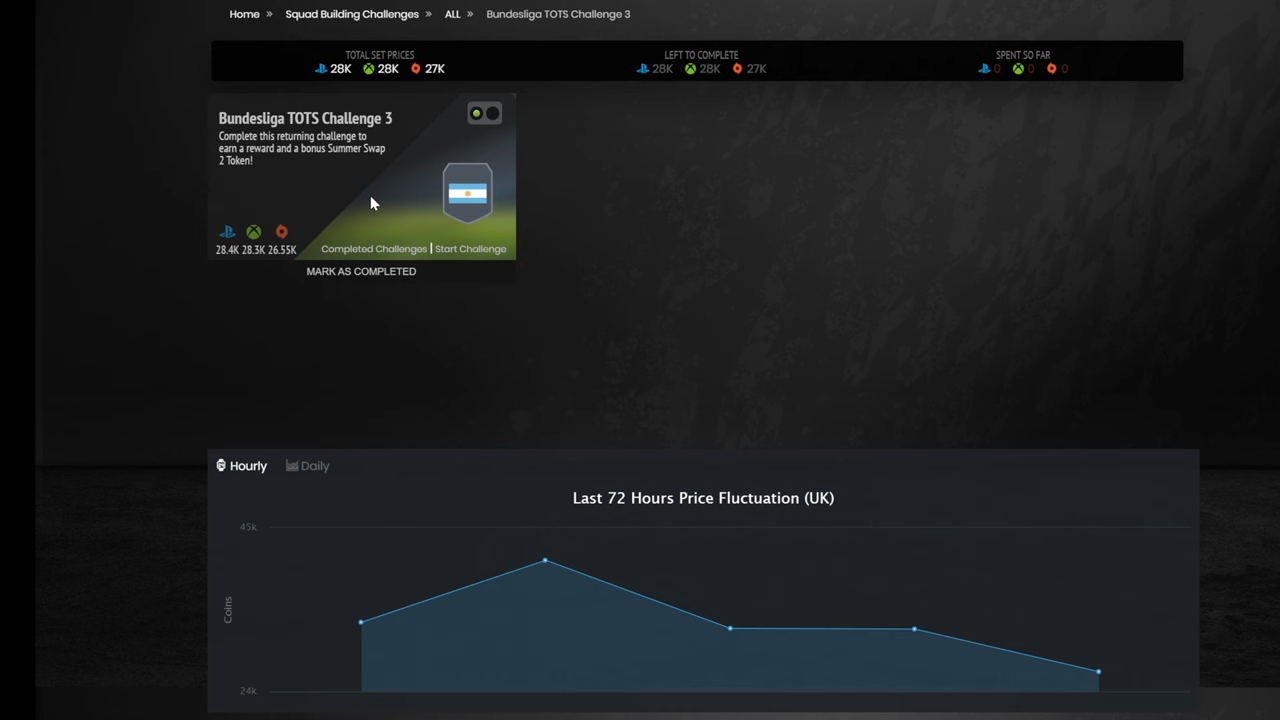 Home » Squad Building Challenges » ALL » Bundesliga TOTS Challenge 3
TOTAL SET PRICES LEFT TO COMPLETE SPENT SO FAR
28K 28K 27K 28K 28K 27K 0 0 0
Bundesliga TOTS Challenge 3
Complete this returning challenge to
earn a reward and a bonus Summer Swap
2 Token!
28.4K 28.3K 26.55K
Completed Challenges | Start Challenge
MARK AS COMPLETED
Hourly Daily
Last 72 Hours Price Fluctuation (UK)
45k
Coins
24k